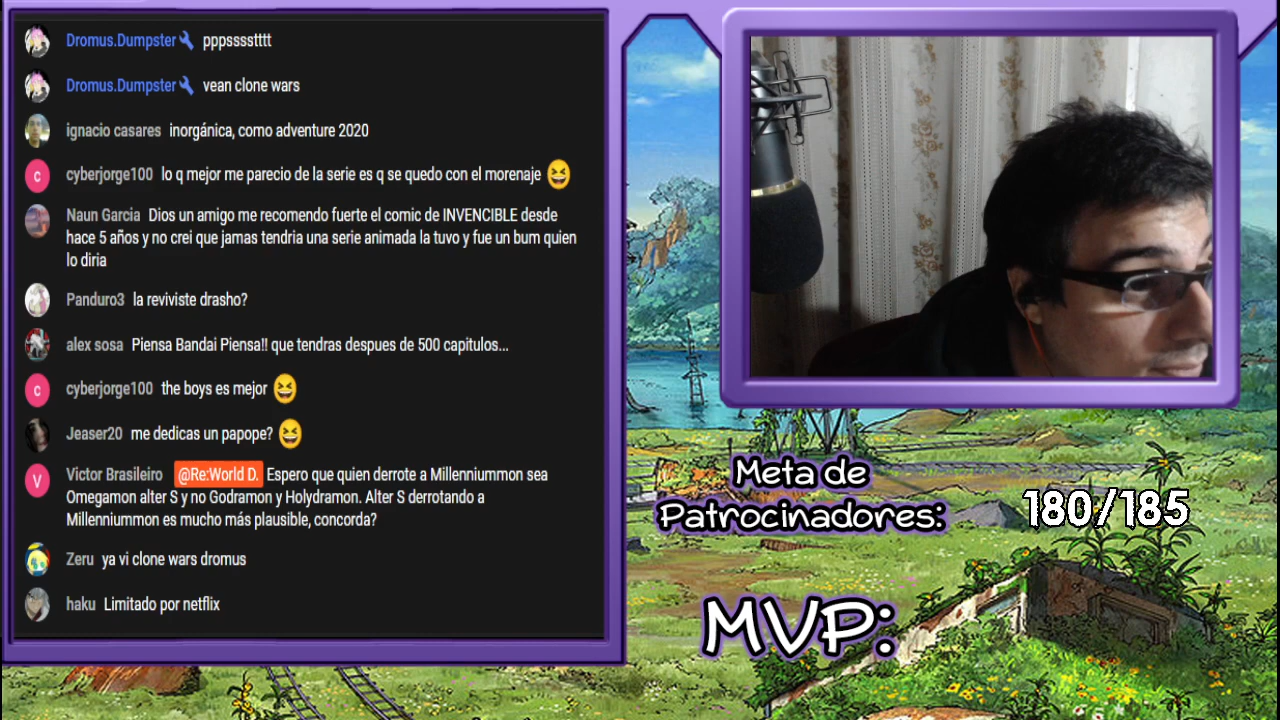 Dromus.Dumpster pppsssstttt
Dromus.Dumpster vean clone wars
ignacio casares inorgánica, como adventure 2020
c cyberjorge100 lo q mejor me parecio de la serie es q se quedo con el morenaje
Naun Garcia Dios un amigo me recomendo fuerte el comic de INVENCIBLE desde
hace 5 años y no crei que jamas tendria una serie animada la tuvo y fue un bum quien
lo diria
Panduro3 la reviviste drasho?
alex sosa Piensa Bandai Piensa!! que tendras despues de 500 capitulos...
c cyberjorge100 the boys es mejor
Jeaser20 me dedicas un papope?
V Victor Brasileiro @Re:World D. Espero que quien derrote a Millenniummon sea
Omegamon alter S y no Godramon y Holydramon. Alter S derrotando a
Millenniummon es mucho más plausible, concorda?
Zeru ya vi clone wars dromus
haku Limitado por netflix
Meta de
Patrocinadores:
180/185
MVP: